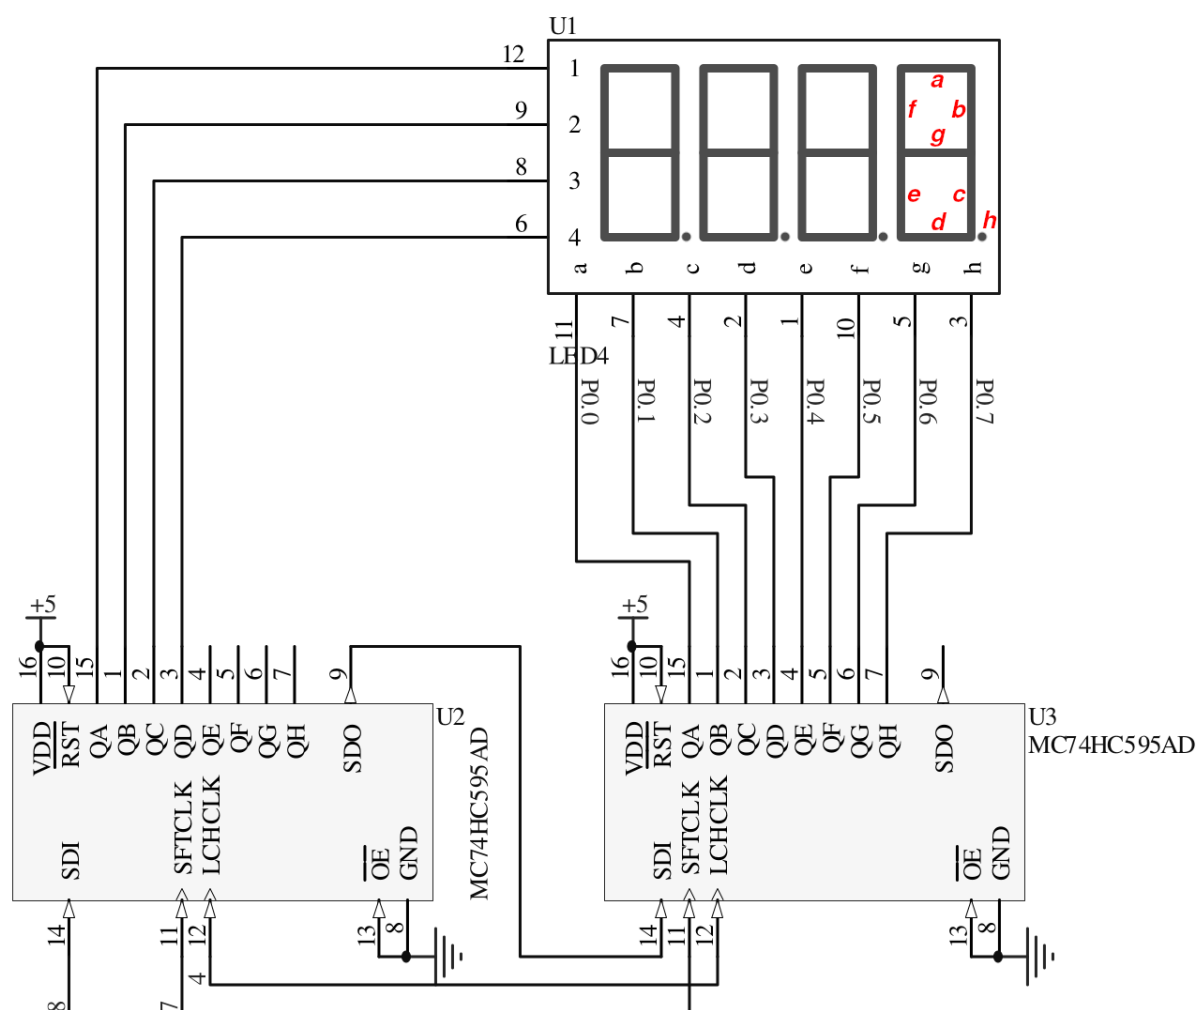 U1
12 1
9 2
8 3
6 4
a
f b
g
e c
d h
a b c d e f g h
11 7 4 2 1 10 5 3
LED4
P0.0 P0.1 P0.2 P0.3 P0.4 P0.5 P0.6 P0.7
+5
16 10 15 1 2 3 4 5 6 7 9
VDD RST QA QB QC QD QE QF QG QH SDO
U2
MC74HC595AD
SDI SFTCLK LCHCLK OE GND
14 11 12 13 8
8 7 4
+5
16 10 15 1 2 3 4 5 6 7 9
VDD RST QA QB QC QD QE QF QG QH SDO
U3
MC74HC595AD
SDI SFTCLK LCHCLK OE GND
14 11 12 13 8